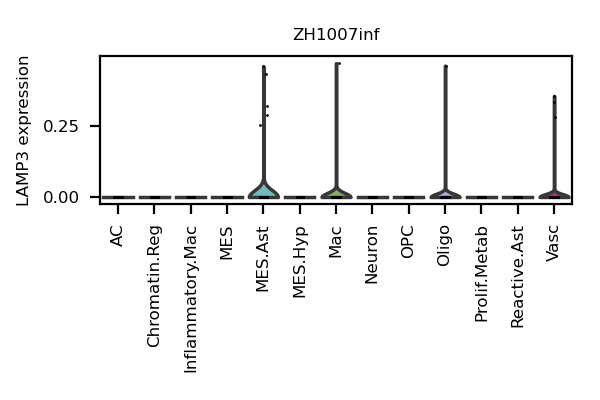 ZH1007inf
LAMP3 expression
0.25
0.00
AC
Chromatin.Reg
Inflammatory.Mac
MES
MES.Ast
MES.Hyp
Mac
Neuron
OPC
Oligo
Prolif.Metab
Reactive.Ast
Vasc